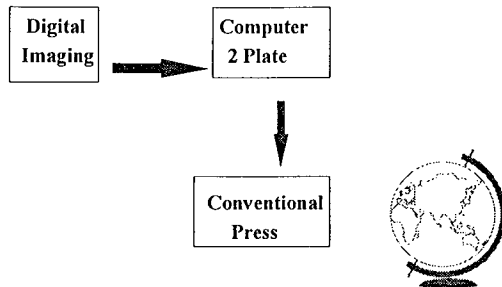 Digital
Imaging
Computer
2 Plate
Conventional
Press